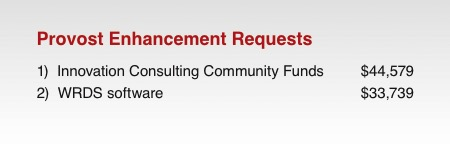 Provost Enhancement Requests
1) Innovation Consulting Community Funds $44,579
2) WRDS software $33,739